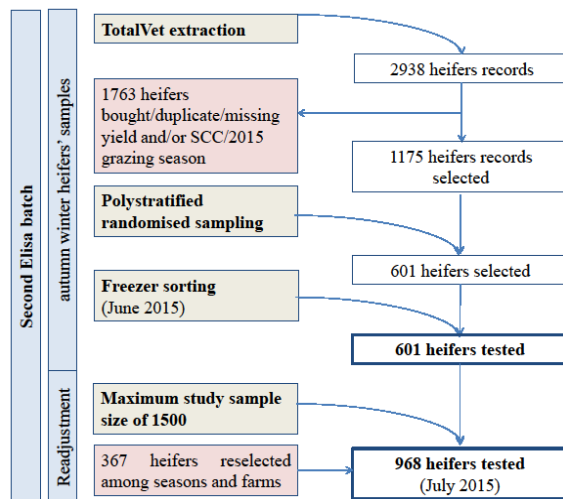 Second Elisa batch
autumn winter heifers' samples
TotalVet extraction
2938 heifers records
1763 heifers
bought/duplicate/missing
yield and/or SCC/2015
grazing season
1175 heifers records
selected
Polystratified
randomised sampling
601 heifers selected
Freezer sorting
(June 2015)
601 heifers tested
Readjustment
Maximum study sample
size of 1500
367 heifers reselected
among seasons and farms
968 heifers tested
(July 2015)